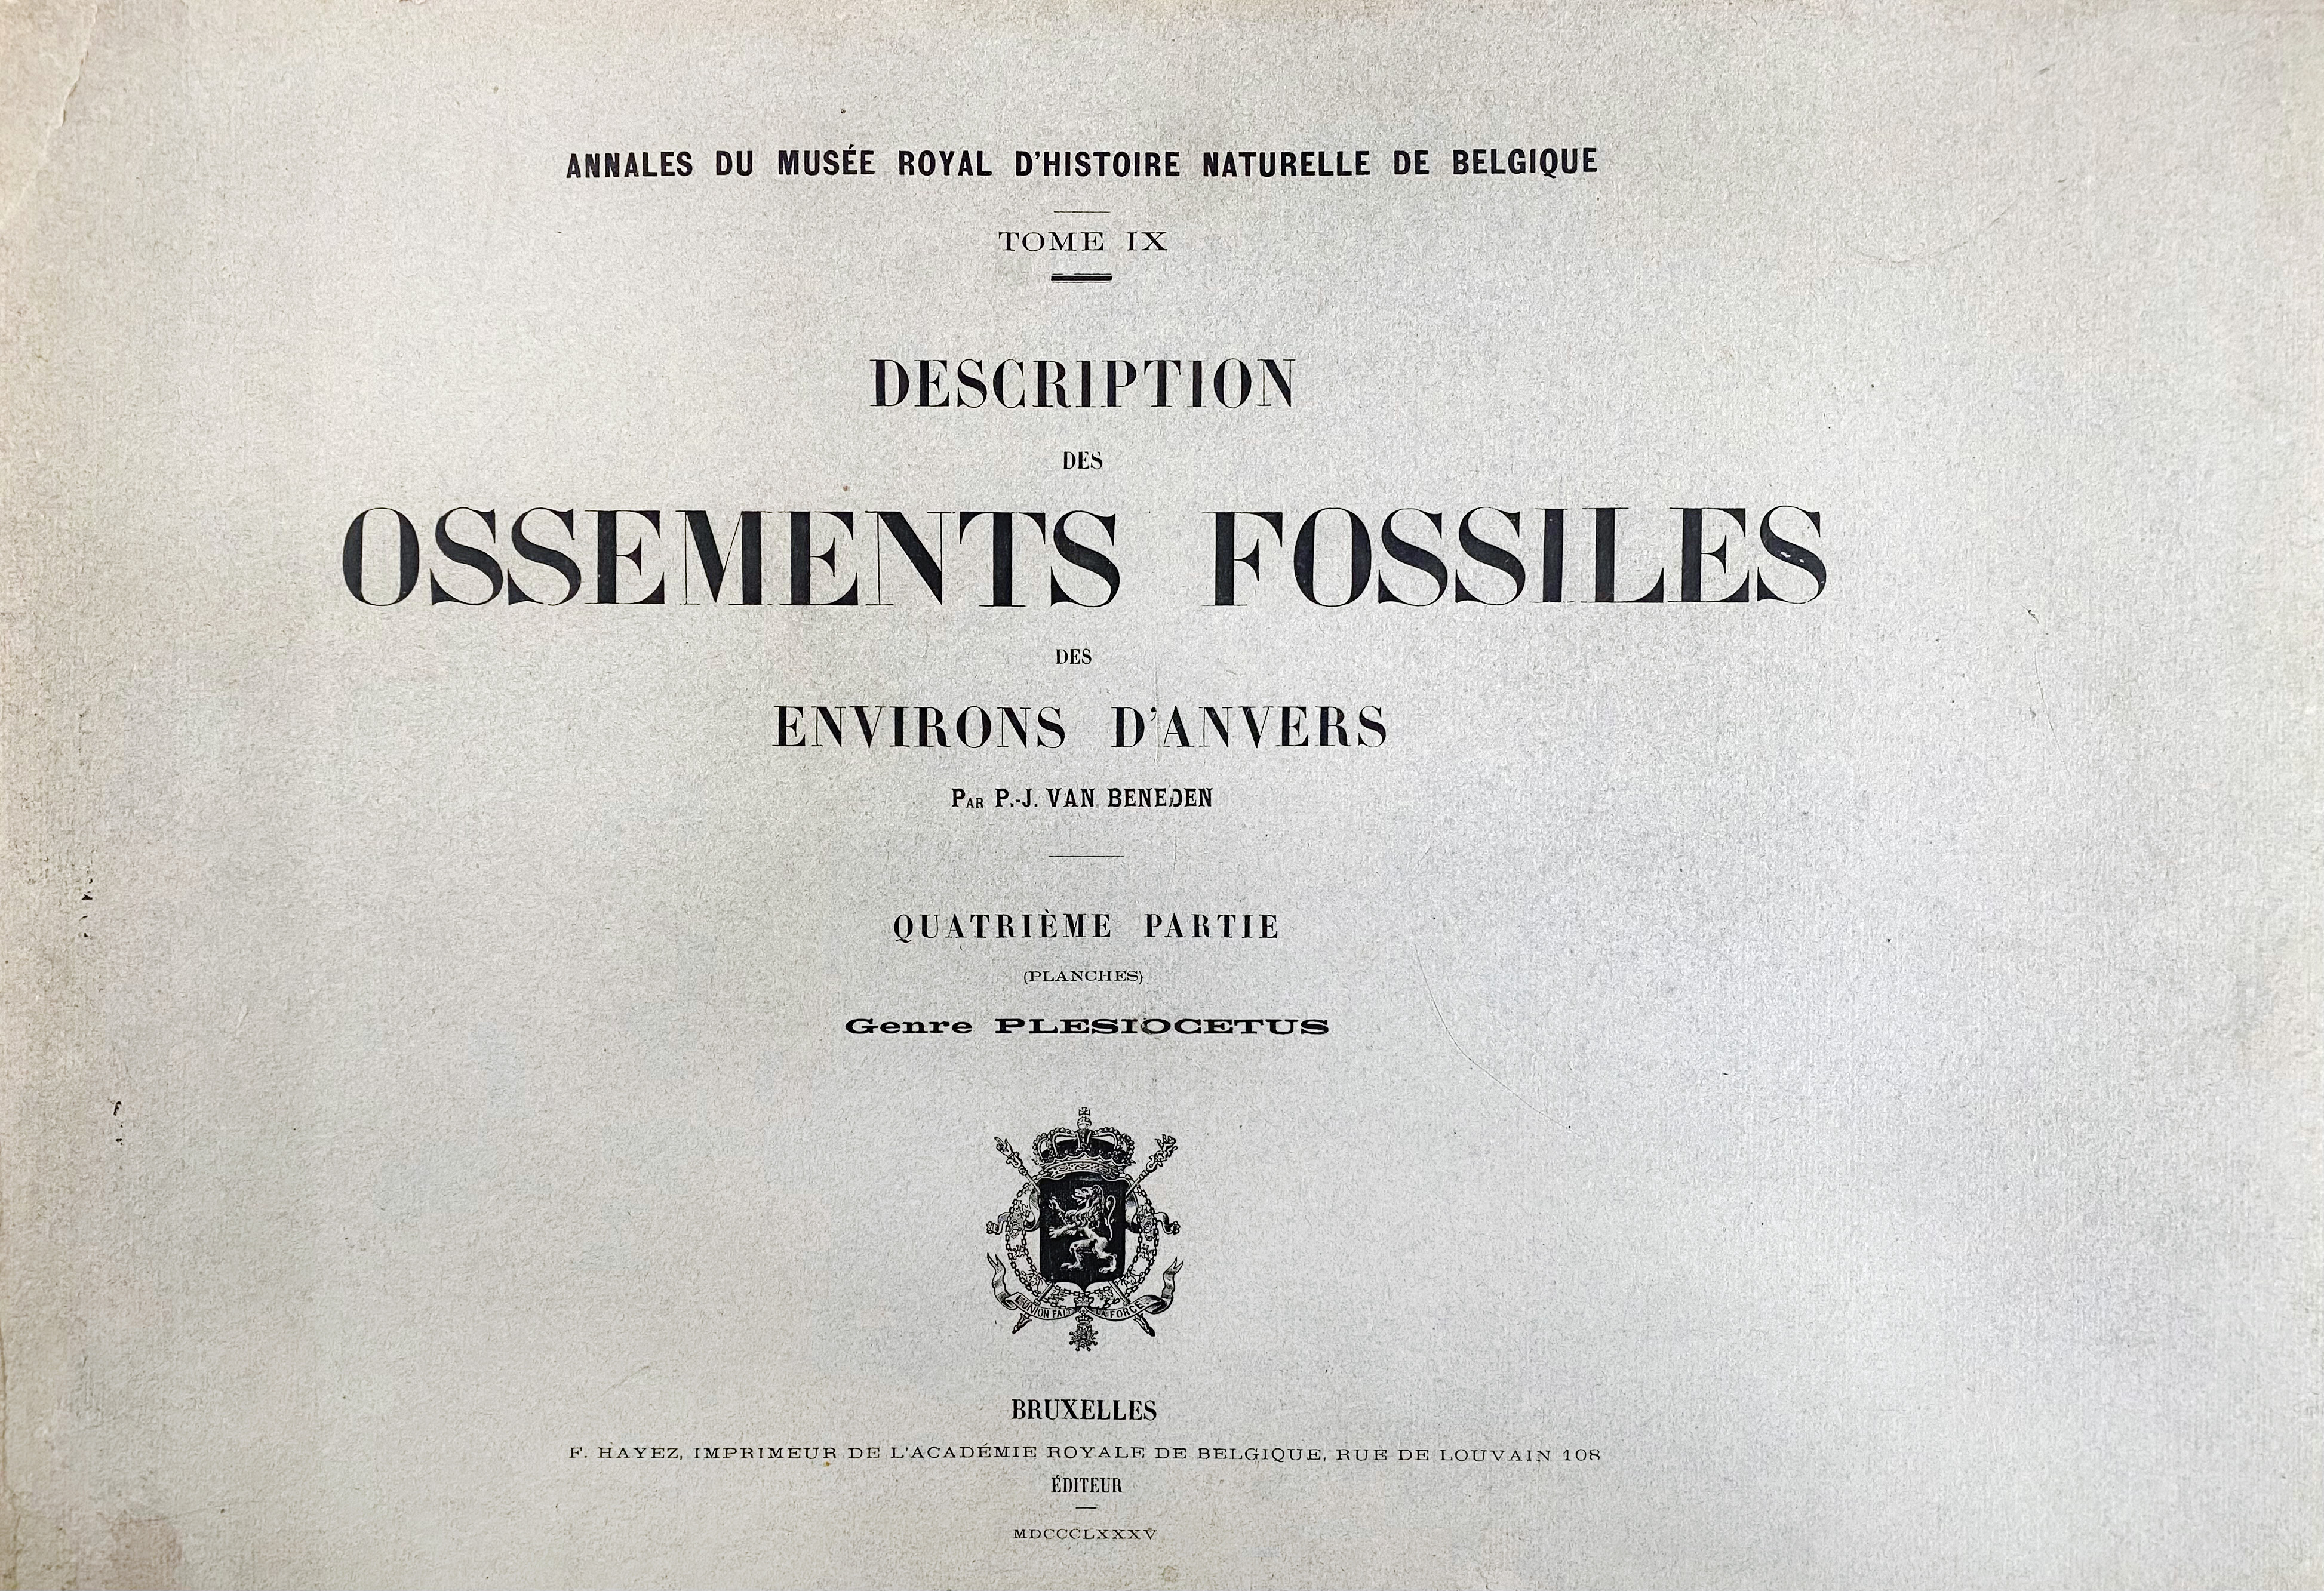 ANNALES DU MUSÉE ROYAL D'HISTOIRE NATURELLE DE BELGIQUE
TOME IX
DESCRIPTION
DES
OSSEMENTS FOSSILES
DES
ENVIRONS D'ANVERS
PAR P.-J. VAN BENEDEN
QUATRIÈME PARTIE
(PLANCHES)
Genre PLESIOCETUS
L'UNION FAIT LA FORCE
BRUXELLES
F. HAYEZ, IMPRIMEUR DE L'ACADÉMIE ROYALE DE BELGIQUE, RUE DE LOUVAIN 108
ÉDITEUR
MDCCCLXXXV